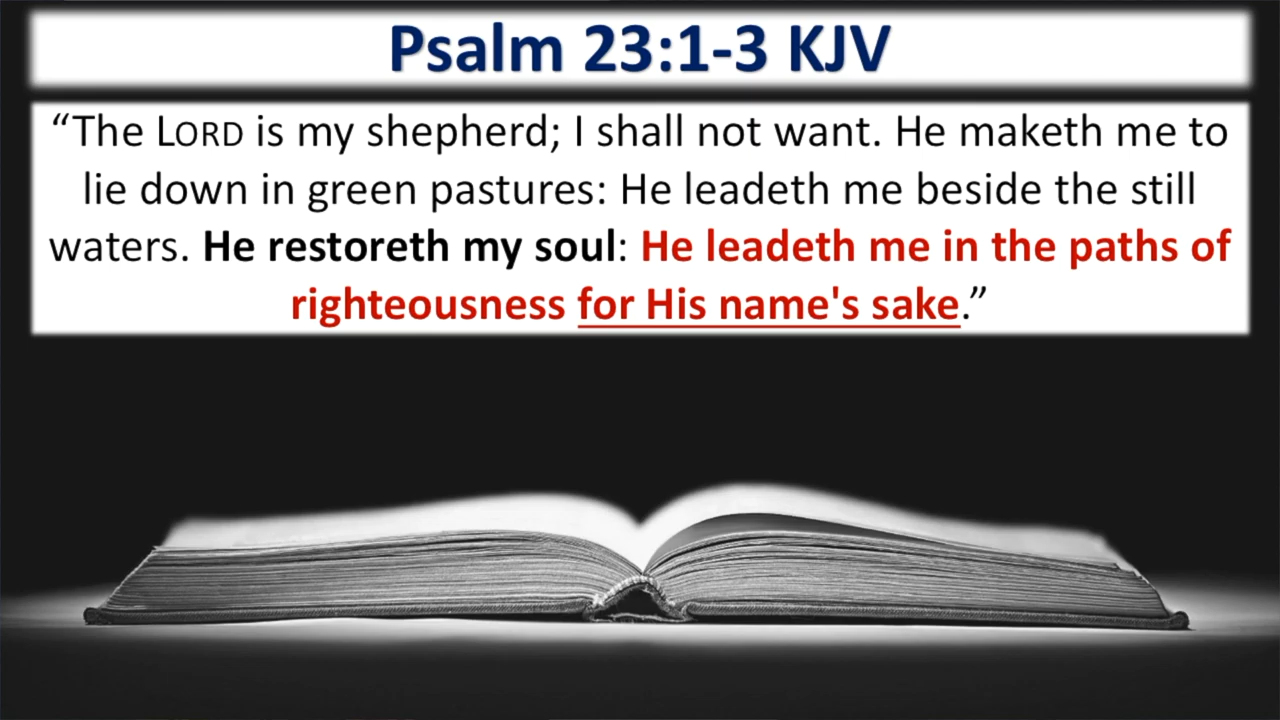 Psalm 23:1-3 KJV
“The LORD is my shepherd; I shall not want. He maketh me to
lie down in green pastures: He leadeth me beside the still
waters. He restoreth my soul: He leadeth me in the paths of
righteousness for His name's sake.”